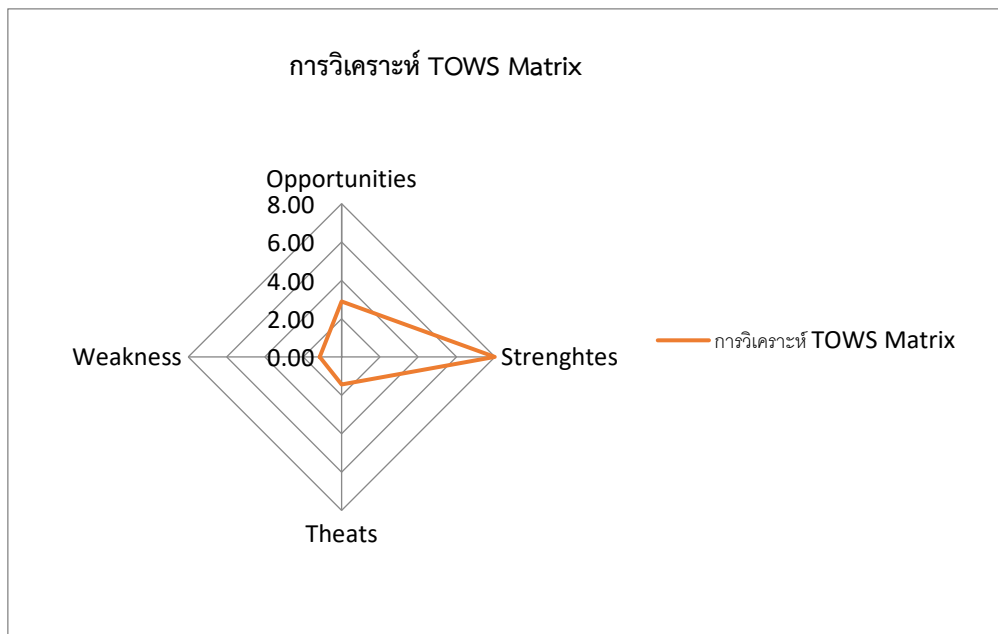 การวิเคราะห์ TOWS Matrix
Opportunities
8.00
6.00
4.00
2.00
0.00
Weakness
Strenghtes
Theats
การวิเคราะห์ TOWS Matrix